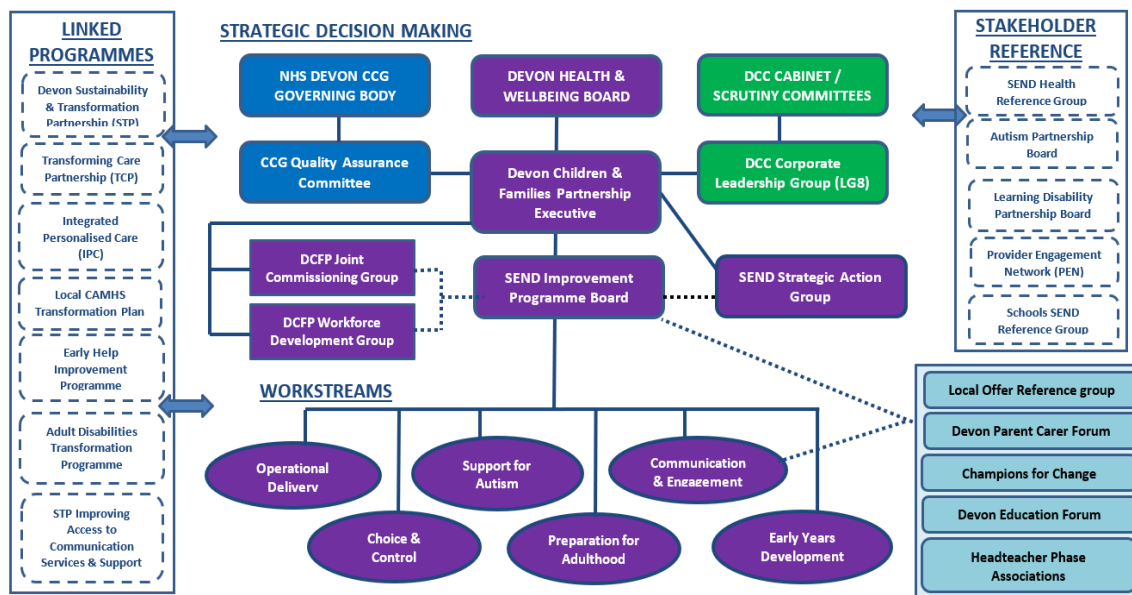 LINKED
PROGRAMMES
Devon Sustainability
& Transformation
Partnership (STP)
Transforming Care
Partnership (TCP)
Integrated
Personalised Care
(IPC)
Local CAMHS
Transformation Plan
Early Help
Improvement
Programme
Adult Disabilities
Transformation
Programme
STP Improving
Access to
Communication
Services & Support
STRATEGIC DECISION MAKING
NHS DEVON CCG
GOVERNING BODY
DEVON HEALTH &
WELLBEING BOARD
DCC CABINET /
SCRUTINY COMMITTEES
CCG Quality Assurance
Committee
Devon Children &
Families Partnership
Executive
DCC Corporate
Leadership Group (LG8)
DCFP Joint
Commissioning Group
DCFP Workforce
Development Group
SEND Improvement
Programme Board
SEND Strategic Action
Group
WORKSTREAMS
Operational
Delivery
Support for
Autism
Communication
& Engagement
Choice &
Control
Preparation for
Adulthood
Early Years
Development
STAKEHOLDER
REFERENCE
SEND Health
Reference Group
Autism Partnership
Board
Learning Disability
Partnership Board
Provider Engagement
Network (PEN)
Schools SEND
Reference Group
Local Offer Reference group
Devon Parent Carer Forum
Champions for Change
Devon Education Forum
Headteacher Phase
Associations